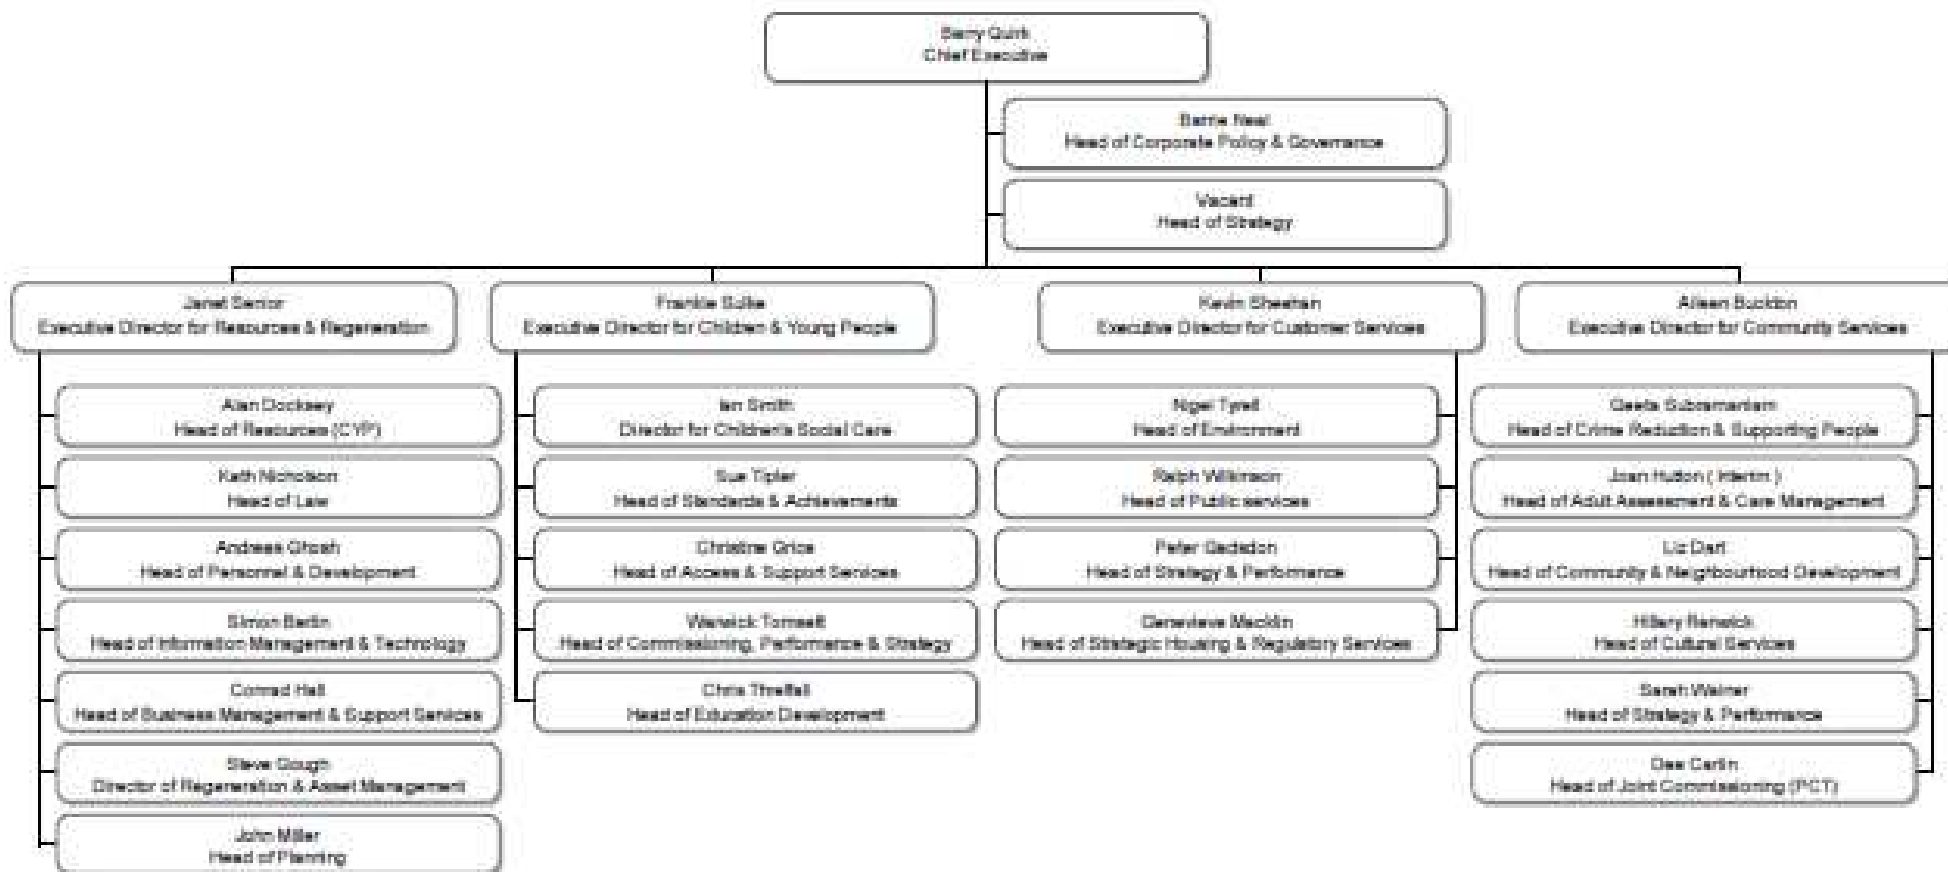 Barry Quirk
Chief Executive
Barrie Neal
Head of Corporate Policy & Governance
Vacant
Head of Strategy
Janet Senior
Executive Director for Resources & Regeneration
Frankie Sulke
Executive Director for Children & Young People
Kevin Sheehan
Executive Director for Customer Services
Aileen Buckton
Executive Director for Community Services
Alan Docksey
Head of Resources (CYP)
Kath Nicholson
Head of Law
Andreas Ghosh
Head of Personnel & Development
Simon Berlin
Head of Information Management & Technology
Conrad Hall
Head of Business Management & Support Services
Steve Gough
Director of Regeneration & Asset Management
John Miller
Head of Planning
Ian Smith
Director for Children's Social Care
Sue Tipler
Head of Standards & Achievements
Christine Grice
Head of Access & Support Services
Warwick Tomsett
Head of Commissioning, Performance & Strategy
Chris Threlfall
Head of Education Development
Nigel Tyrell
Head of Environment
Ralph Wilkinson
Head of Public services
Peter Gadsdon
Head of Strategy & Performance
Genevieve Macklin
Head of Strategic Housing & Regulatory Services
Geeta Subramaniam
Head of Crime Reduction & Supporting People
Joan Hutton ( Interim )
Head of Adult Assessment & Care Management
Liz Dart
Head of Community & Neighbourhood Development
Hillary Renwick
Head of Cultural Services
Sarah Wainer
Head of Strategy & Performance
Dee Carlin
Head of Joint Commissioning (PCT)